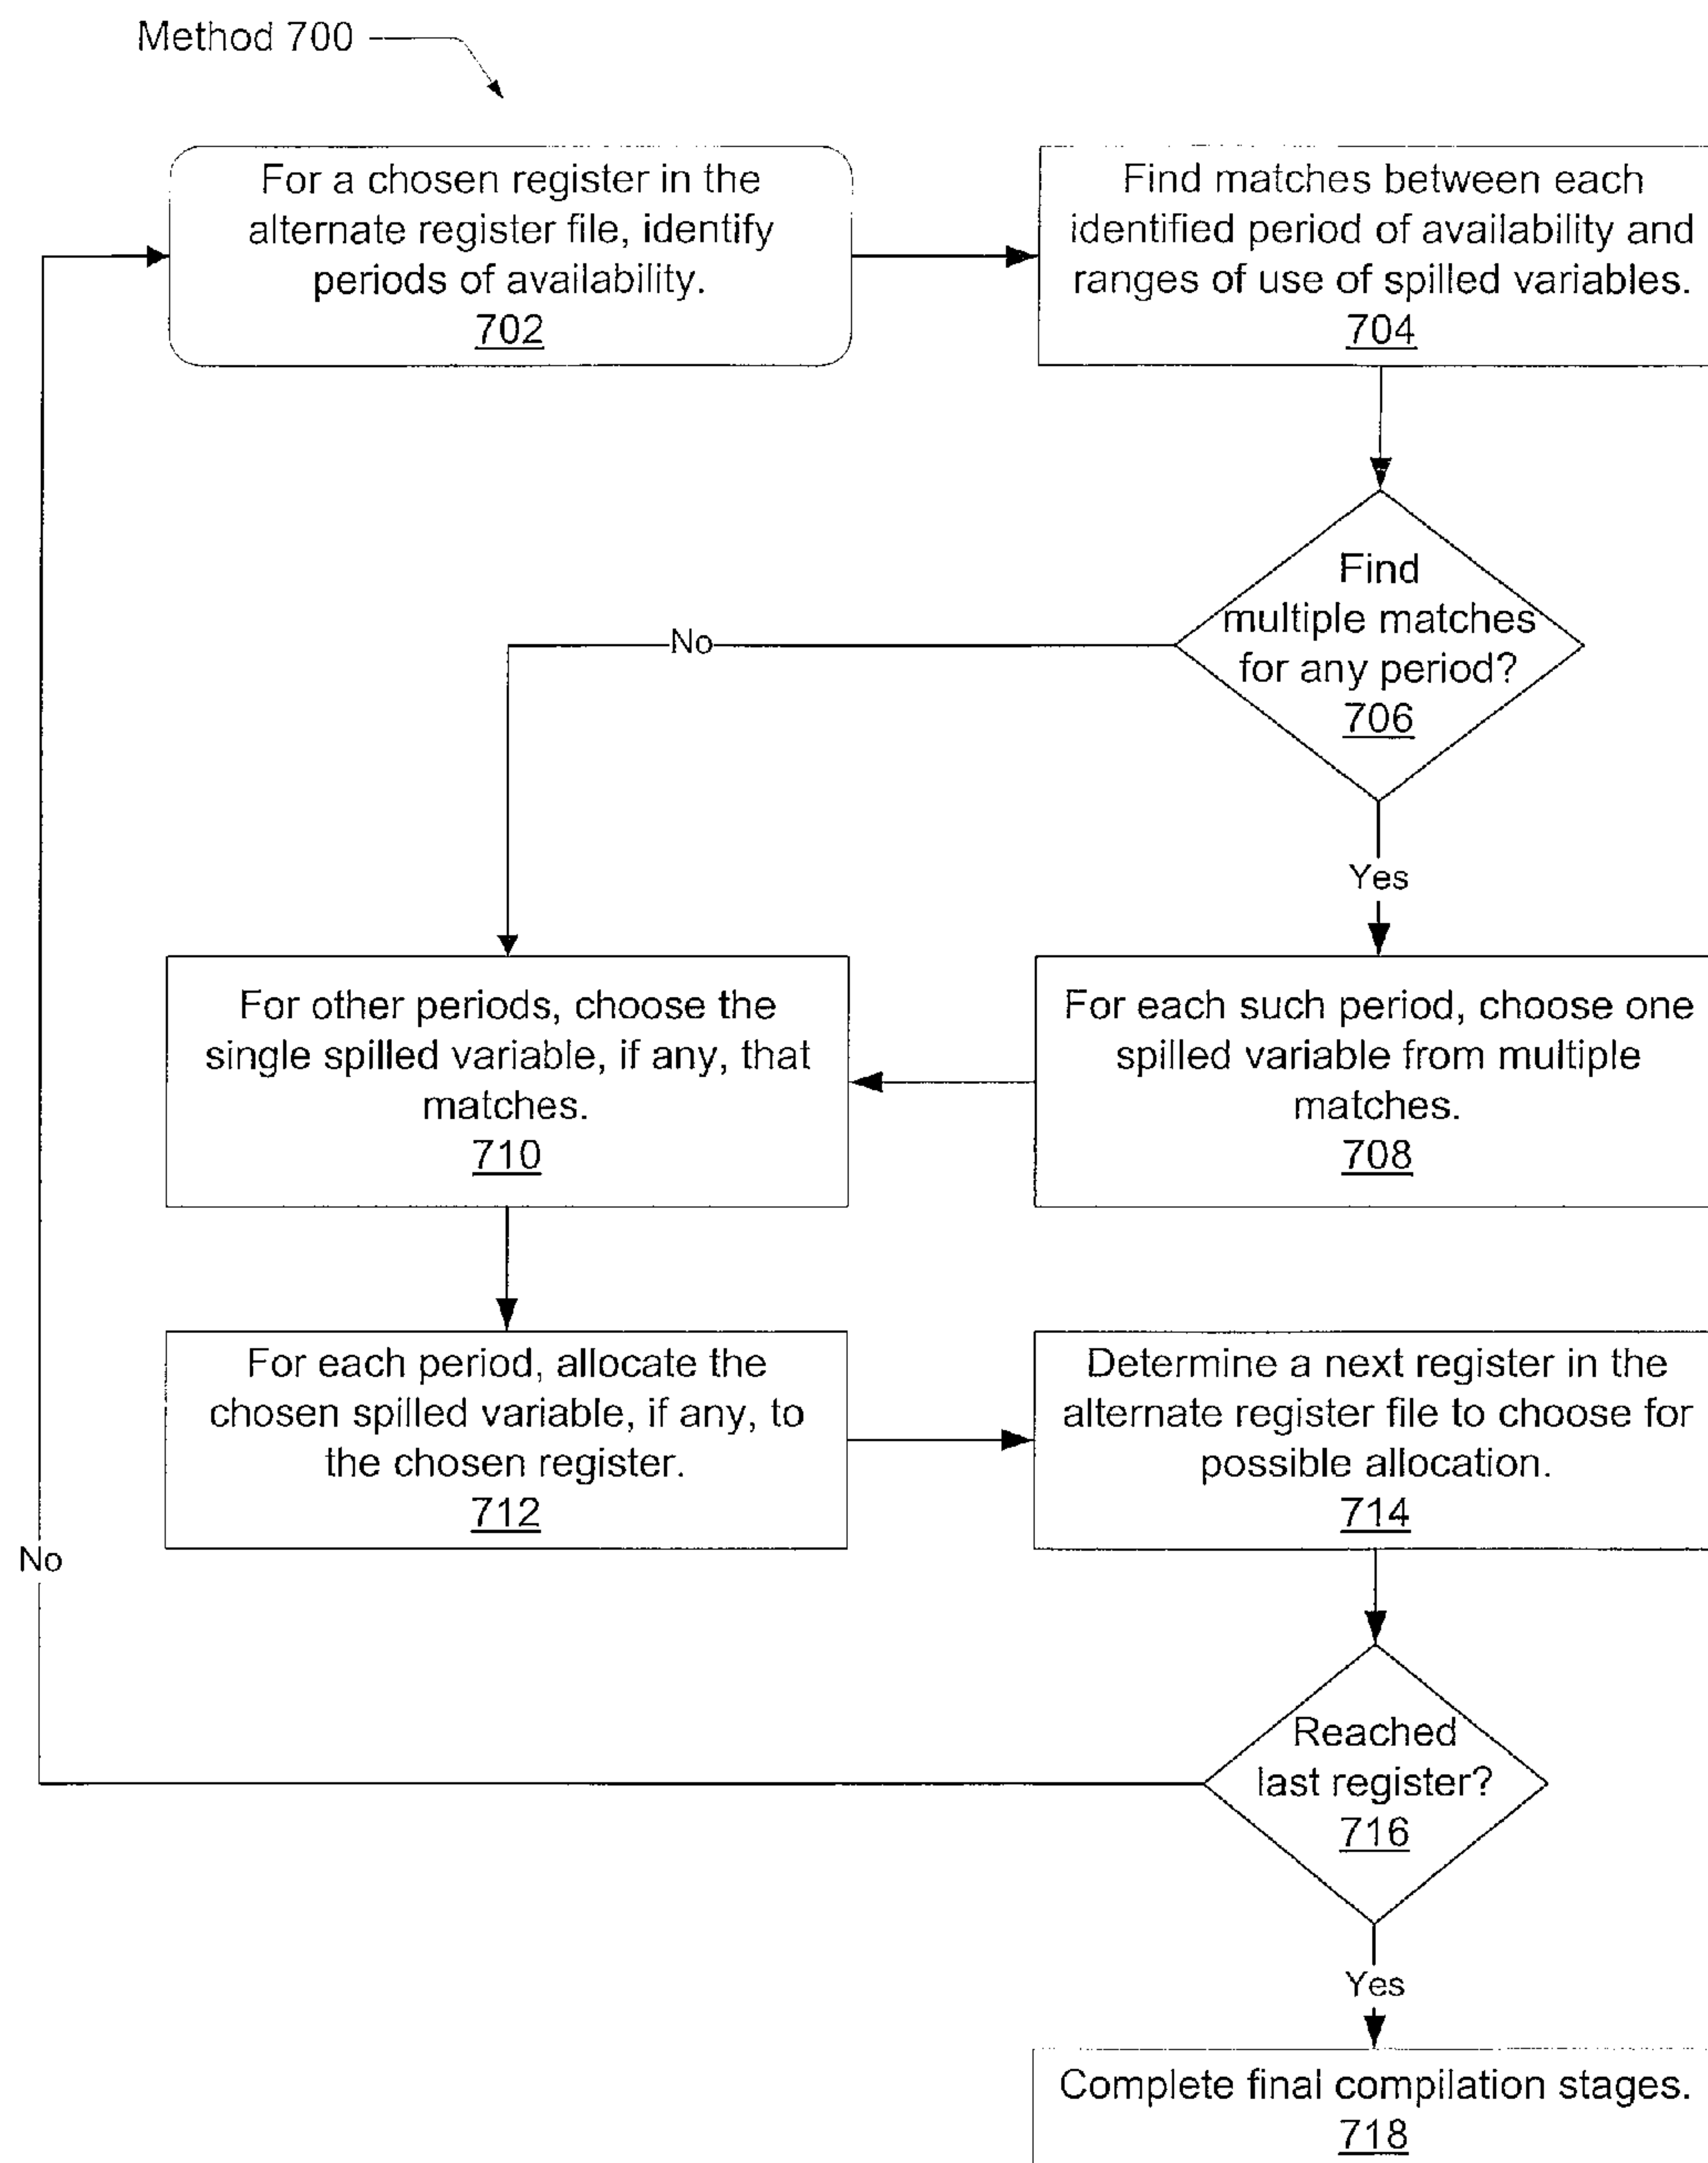 Method 700
For a chosen register in the
alternate register file, identify
periods of availability.
702
Find matches between each
identified period of availability and
ranges of use of spilled variables.
704
Find
multiple matches
for any period?
706
No
Yes
For other periods, choose the
single spilled variable, if any, that
matches.
710
For each such period, choose one
spilled variable from multiple
matches.
708
For each period, allocate the
chosen spilled variable, if any, to
the chosen register.
712
Determine a next register in the
alternate register file to choose for
possible allocation.
714
No
Reached
last register?
716
Yes
Complete final compilation stages.
718